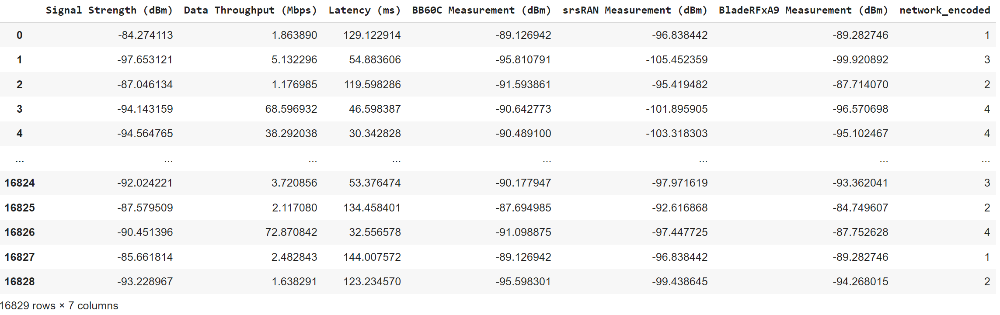 Signal Strength (dBm) Data Throughput (Mbps) Latency (ms) BB60C Measurement (dBm) srsRAN Measurement (dBm) BladeRFxA9 Measurement (dBm) network_encoded
0 -84.274113 1.863890 129.122914 -89.126942 -96.838442 -89.282746 1
1 -97.653121 5.132296 54.883606 -95.810791 -105.452359 -99.920892 3
2 -87.046134 1.176985 119.598286 -91.593861 -95.419482 -87.714070 2
3 -94.143159 68.596932 46.598387 -90.642773 -101.895905 -96.570698 4
4 -94.564765 38.292038 30.342828 -90.489100 -103.318303 -95.102467 4
... ... ... ... ... ... ... ...
16824 -92.024221 3.720856 53.376474 -90.177947 -97.971619 -93.362041 3
16825 -87.579509 2.117080 134.458401 -87.694985 -92.616868 -84.749607 2
16826 -90.451396 72.870842 32.556578 -91.098875 -97.447725 -87.752628 4
16827 -85.661814 2.482843 144.007572 -89.126942 -96.838442 -89.282746 1
16828 -93.228967 1.638291 123.234570 -95.598301 -99.438645 -94.268015 2
16829 rows × 7 columns